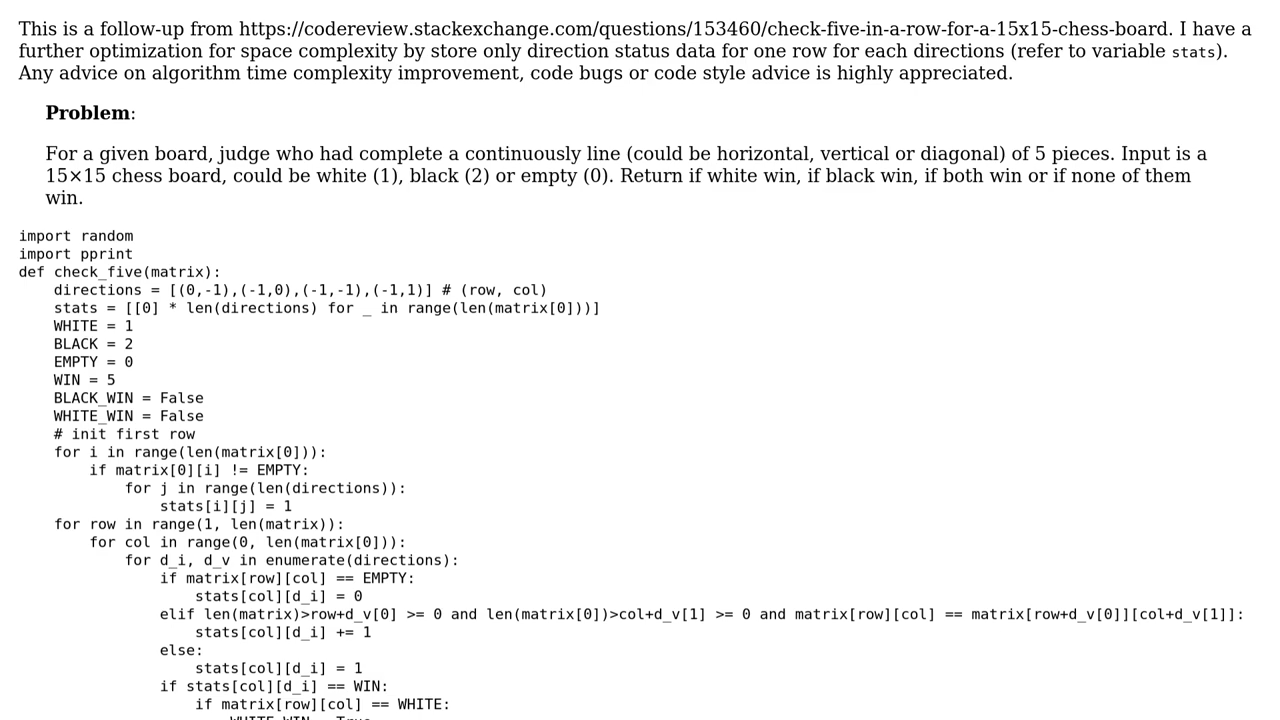 This is a follow-up from https://codereview.stackexchange.com/questions/153460/check-five-in-a-row-for-a-15x15-chess-board. I have a
further optimization for space complexity by store only direction status data for one row for each directions (refer to variable stats).
Any advice on algorithm time complexity improvement, code bugs or code style advice is highly appreciated.
Problem:
For a given board, judge who had complete a continuously line (could be horizontal, vertical or diagonal) of 5 pieces. Input is a
15×15 chess board, could be white (1), black (2) or empty (0). Return if white win, if black win, if both win or if none of them
win.
import random
import pprint
def check_five(matrix):
    directions = [(0,-1),(-1,0),(-1,-1),(-1,1)] # (row, col)
    stats = [[0] * len(directions) for _ in range(len(matrix[0]))]
    WHITE = 1
    BLACK = 2
    EMPTY = 0
    WIN = 5
    BLACK_WIN = False
    WHITE_WIN = False
    # init first row
    for i in range(len(matrix[0])):
        if matrix[0][i] != EMPTY:
            for j in range(len(directions)):
                stats[i][j] = 1
    for row in range(1, len(matrix)):
        for col in range(0, len(matrix[0])):
            for d_i, d_v in enumerate(directions):
                if matrix[row][col] == EMPTY:
                    stats[col][d_i] = 0
                elif len(matrix)>row+d_v[0] >= 0 and len(matrix[0])>col+d_v[1] >= 0 and matrix[row][col] == matrix[row+d_v[0]][col+d_v[1]]:
                    stats[col][d_i] += 1
                else:
                    stats[col][d_i] = 1
                if stats[col][d_i] == WIN:
                    if matrix[row][col] == WHITE: